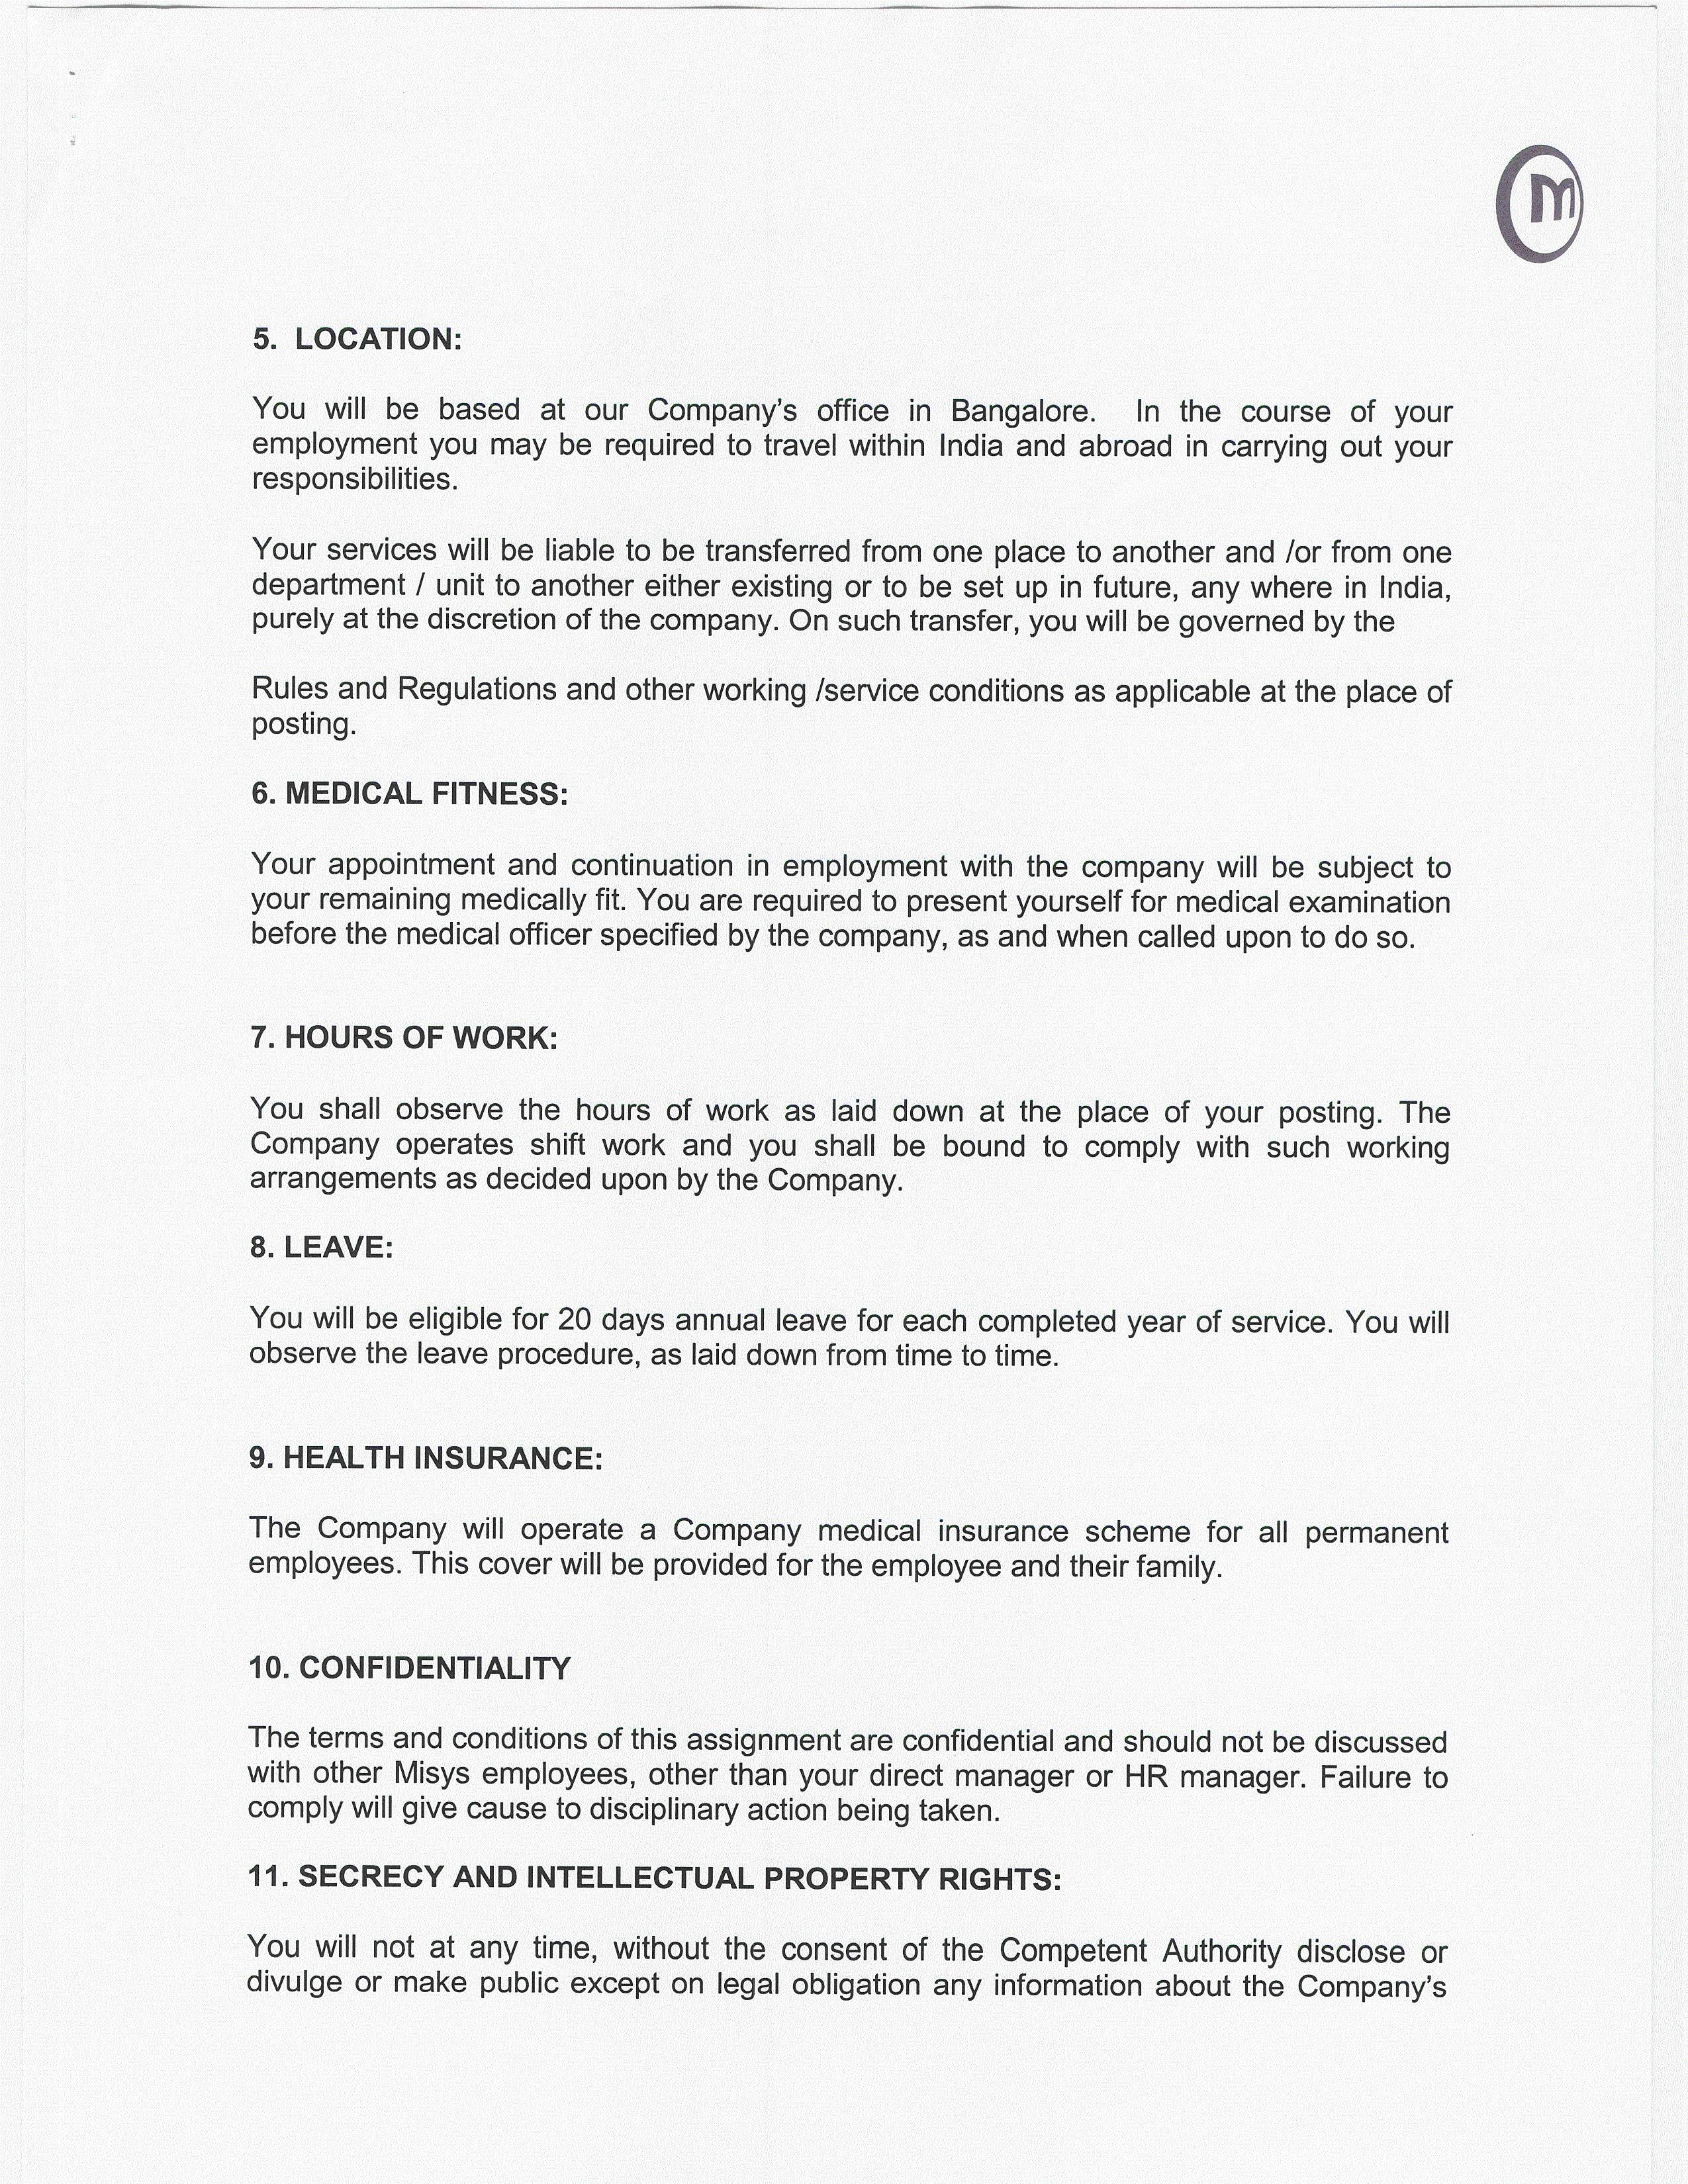 m
5. LOCATION:
You will be based at our Company's office in Bangalore. In the course of your
employment you may be required to travel within India and abroad in carrying out your
responsibilities.
Your services will be liable to be transferred from one place to another and /or from one
department / unit to another either existing or to be set up in future, any where in India,
purely at the discretion of the company. On such transfer, you will be governed by the
Rules and Regulations and other working /service conditions as applicable at the place of
posting.
6. MEDICAL FITNESS:
Your appointment and continuation in employment with the company will be subject to
your remaining medically fit. You are required to present yourself for medical examination
before the medical officer specified by the company, as and when called upon to do so.
7. HOURS OF WORK:
You shall observe the hours of work as laid down at the place of your posting. The
Company operates shift work and you shall be bound to comply with such working
arrangements as decided upon by the Company.
8. LEAVE:
You will be eligible for 20 days annual leave for each completed year of service. You will
observe the leave procedure, as laid down from time to time.
9. HEALTH INSURANCE:
The Company will operate a Company medical insurance scheme for all permanent
employees. This cover will be provided for the employee and their family.
10. CONFIDENTIALITY
The terms and conditions of this assignment are confidential and should not be discussed
with other Misys employees, other than your direct manager or HR manager. Failure to
comply will give cause to disciplinary action being taken.
11. SECRECY AND INTELLECTUAL PROPERTY RIGHTS:
You will not at any time, without the consent of the Competent Authority disclose or
divulge or make public except on legal obligation any information about the Company's